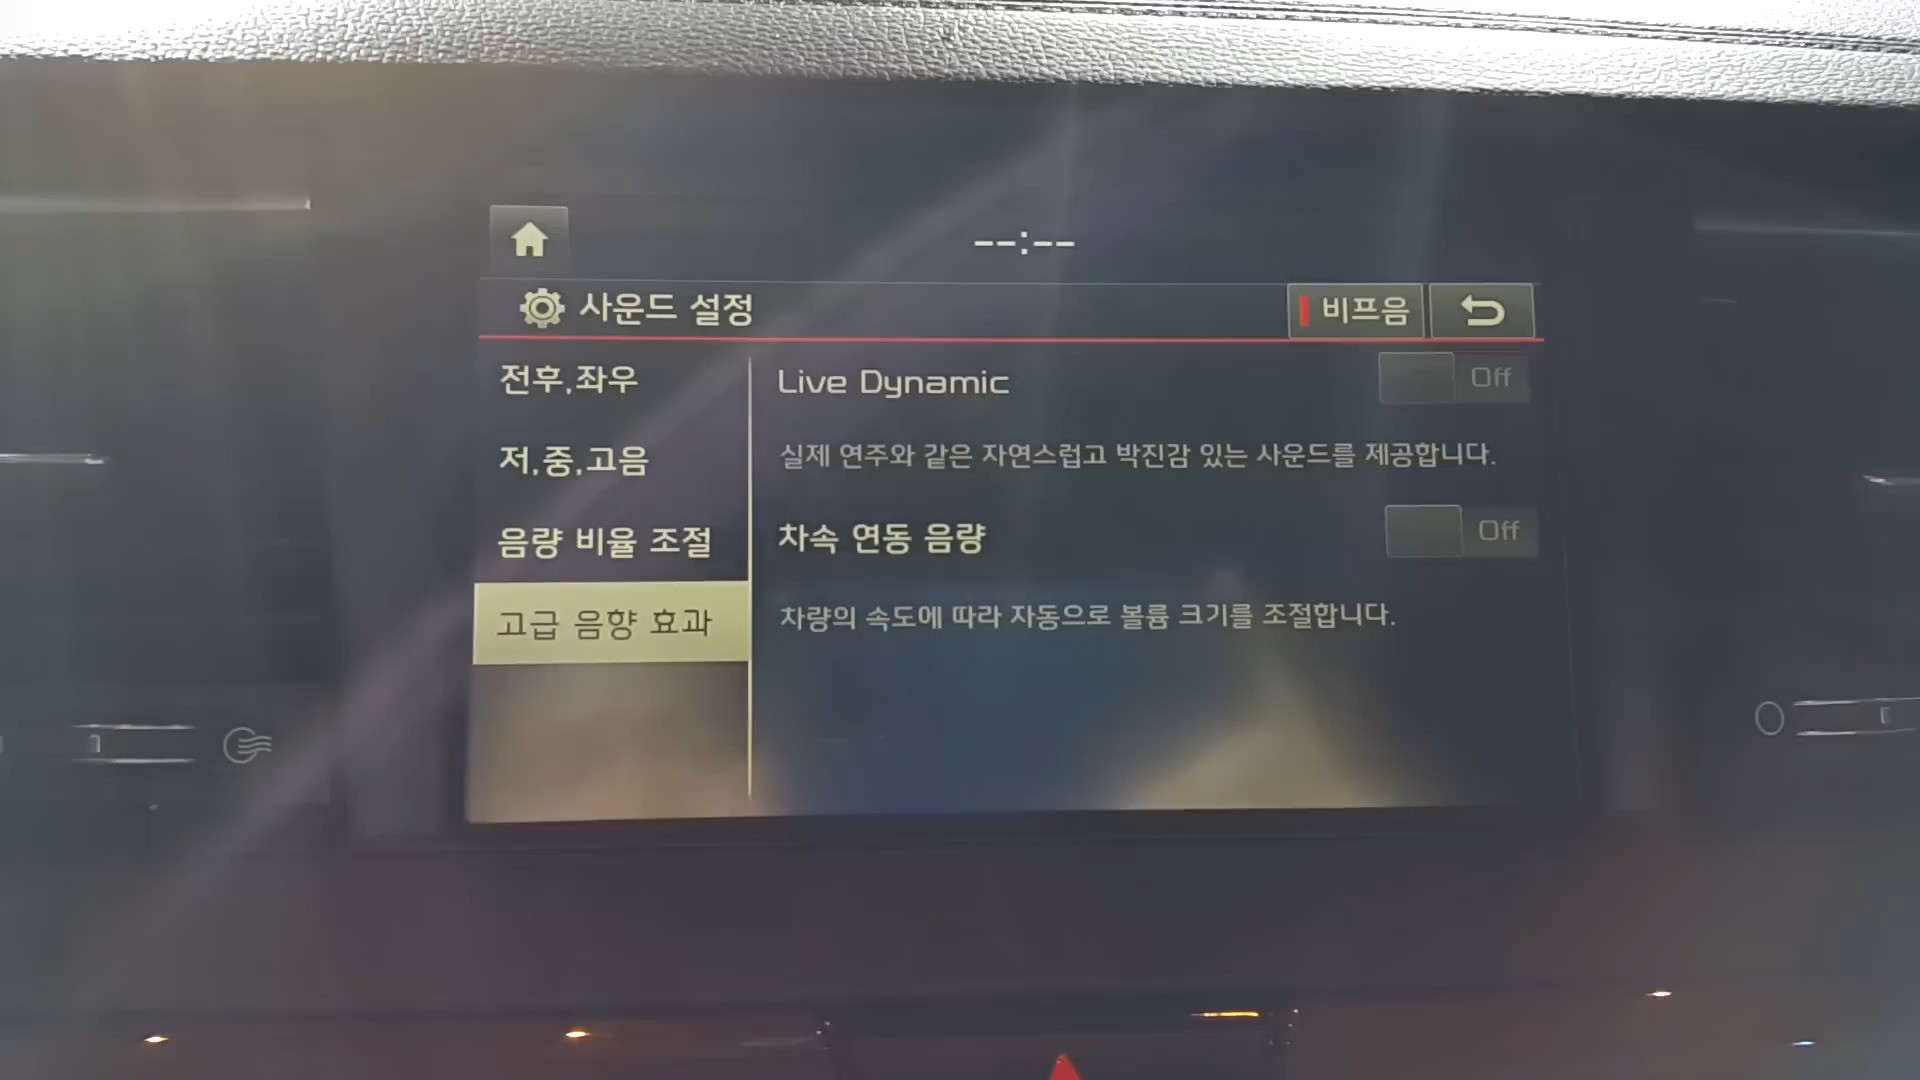 --:--
사운드 설정
비프음
전후,좌우
저,중,고음
음량 비율 조절
고급 음향 효과
Live Dynamic
Off
실제 연주와 같은 자연스럽고 박진감 있는 사운드를 제공합니다.
차속 연동 음량
Off
차량의 속도에 따라 자동으로 볼륨 크기를 조절합니다.